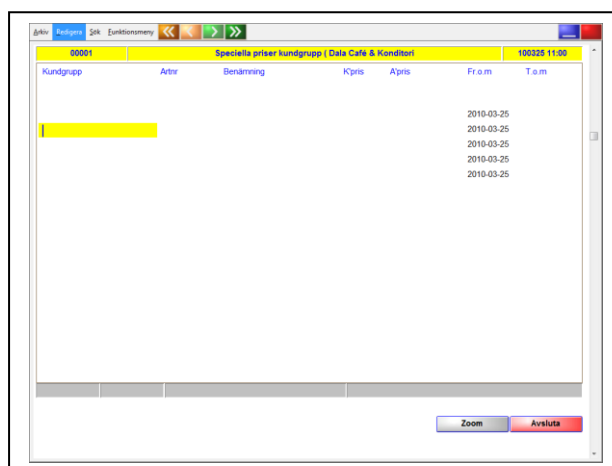 Arkiv Redigera Sök Funktionsmeny
00001 Speciella priser kundgrupp ( Dala Café & Konditori 100325 11:00
Kundgrupp Artnr Benämning K'pris A'pris Fr.o.m T.o.m
2010-03-25
2010-03-25
2010-03-25
2010-03-25
2010-03-25
Zoom Avsluta